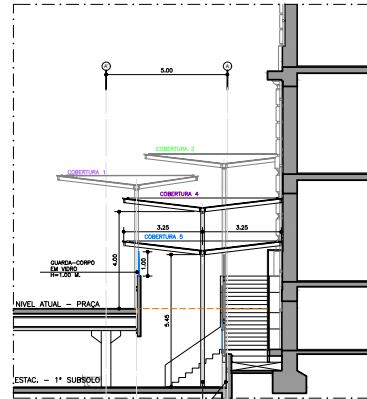 A A'
5.00
COBERTURA 2
COBERTURA 1
COBERTURA 4
3.25 3.25
COBERTURA 5
4.00
1.00
GUARDA-CORPO
EM VIDRO
H=1.00 M.
NIVEL ATUAL - PRAÇA
5.45
ESTAC. - 1° SUBSOLO